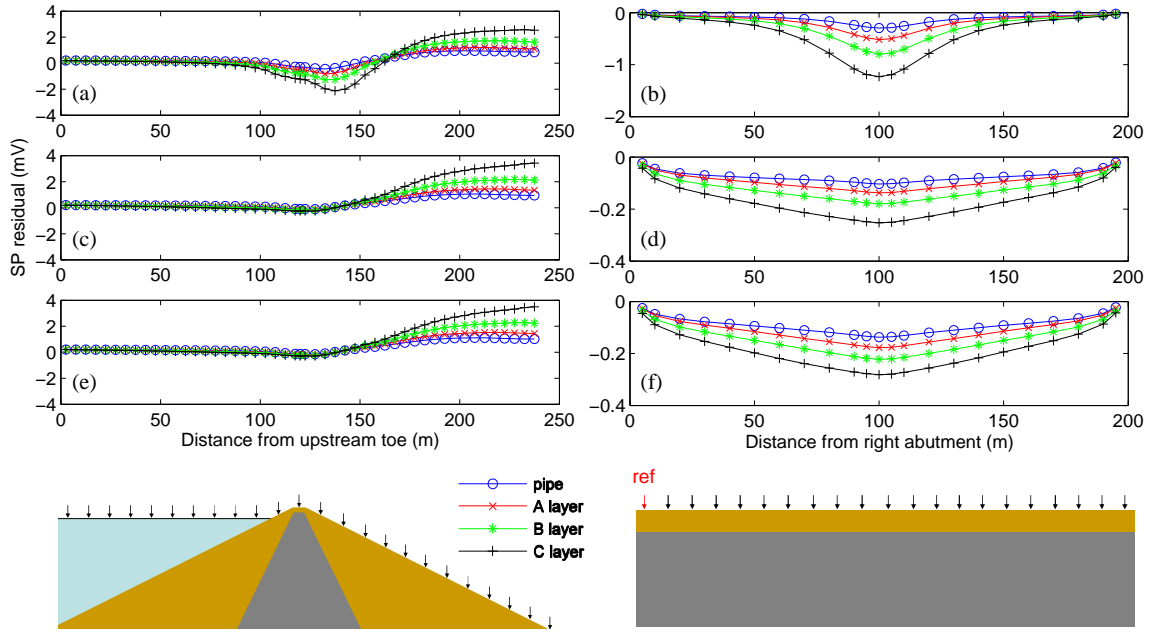 4
2
0
−2
−4
(a)
0 50 100 150 200 250
0
−1
−2
(b)
0 50 100 150 200
SP residual (mV)
4
2
0
−2
−4
(c)
0 50 100 150 200 250
0
−0.2
−0.4
(d)
0 50 100 150 200
4
2
0
−2
−4
(e)
0 50 100 150 200 250
Distance from upstream toe (m)
0
−0.2
−0.4
(f)
0 50 100 150 200
Distance from right abutment (m)
pipe
A layer
B layer
C layer
ref